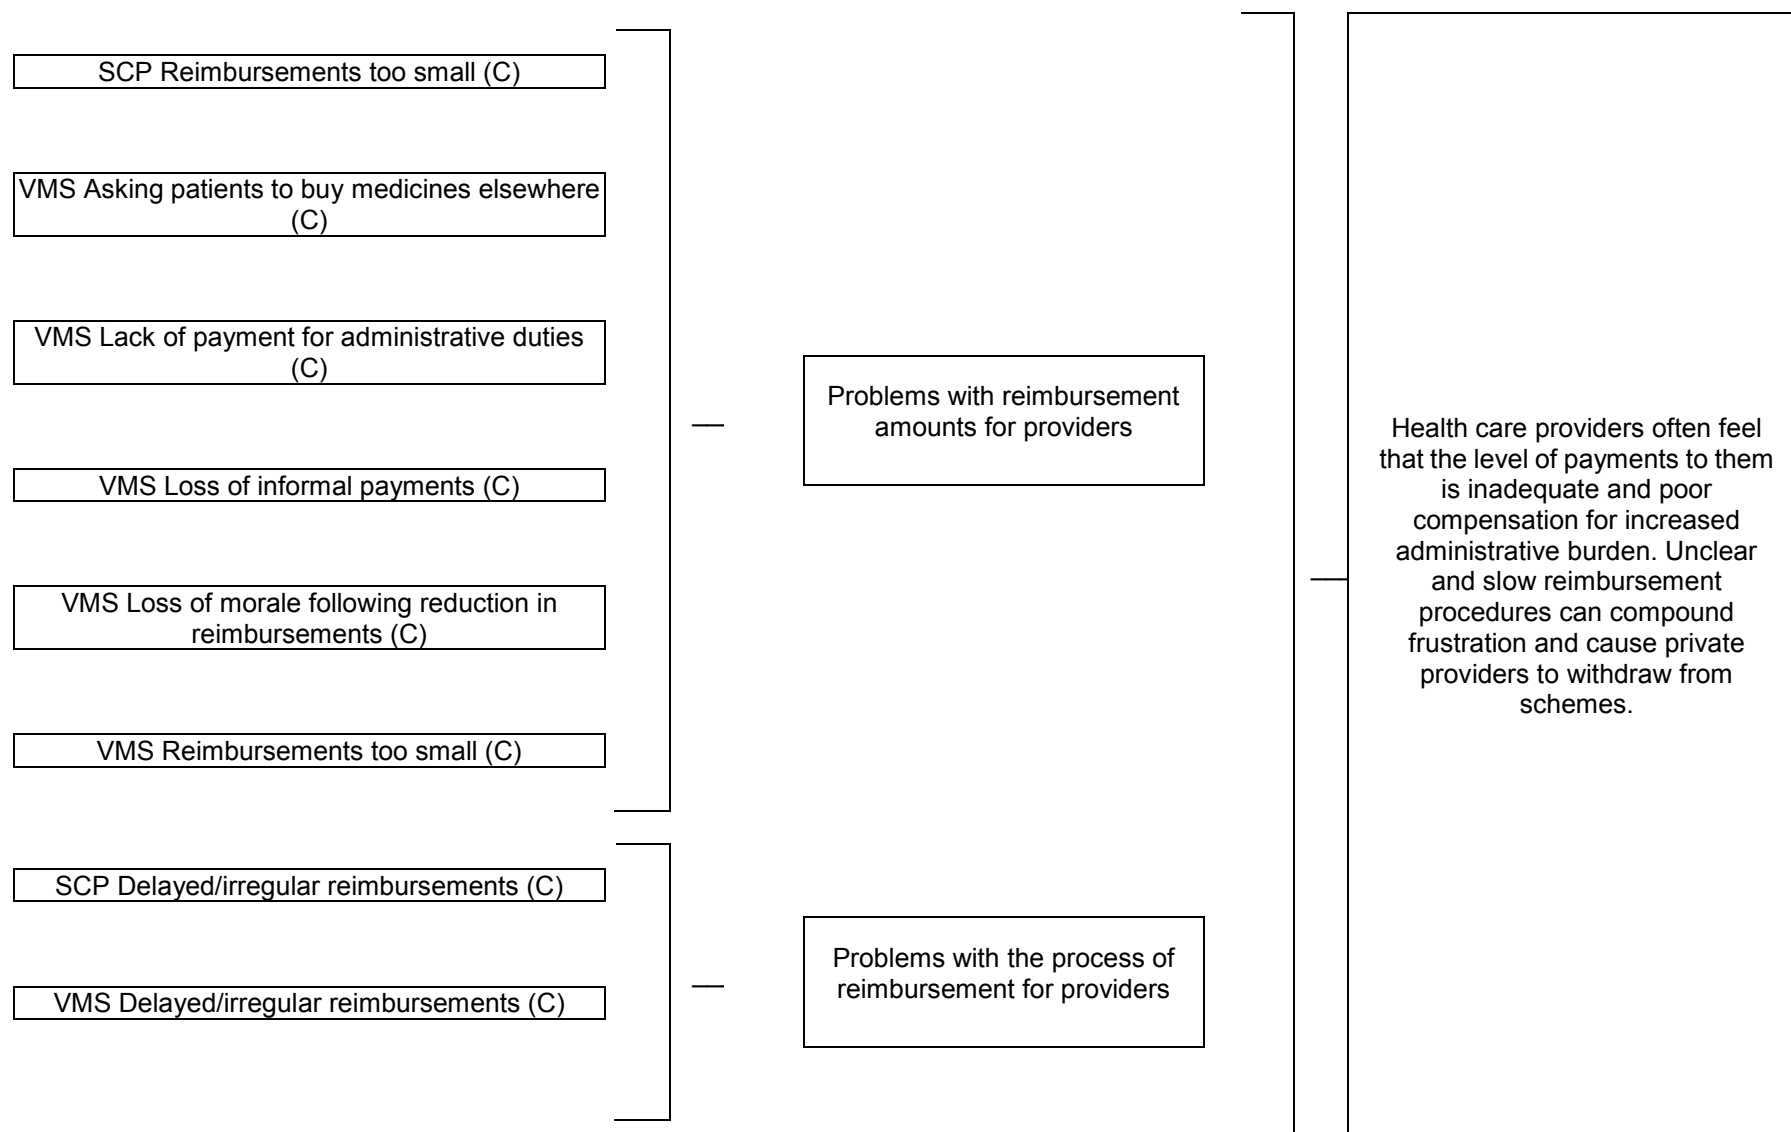 SCP Reimbursements too small (C)
VMS Asking patients to buy medicines elsewhere
(C)
VMS Lack of payment for administrative duties
(C)
VMS Loss of informal payments (C)
VMS Loss of morale following reduction in
reimbursements (C)
VMS Reimbursements too small (C)
SCP Delayed/irregular reimbursements (C)
VMS Delayed/irregular reimbursements (C)
Problems with reimbursement
amounts for providers
Problems with the process of
reimbursement for providers
Health care providers often feel
that the level of payments to them
is inadequate and poor
compensation for increased
administrative burden. Unclear
and slow reimbursement
procedures can compound
frustration and cause private
providers to withdraw from
schemes.